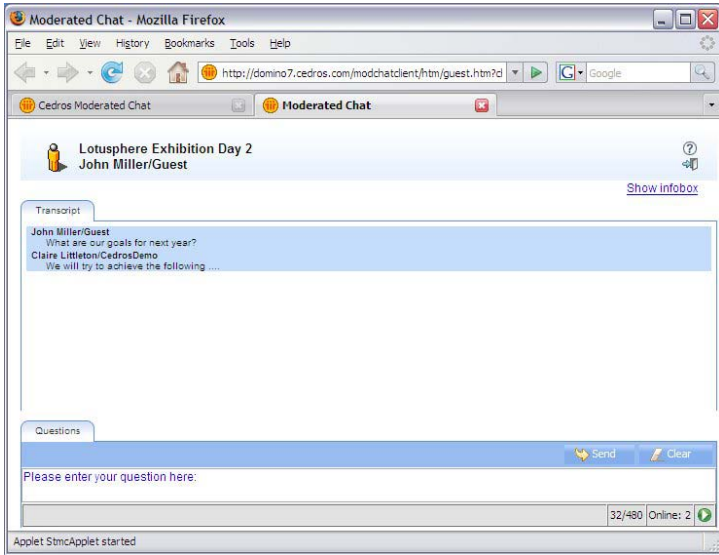 Moderated Chat - Mozilla Firefox
File Edit View History Bookmarks Tools Help
http://domino7.cedros.com/modchatclient/htm/guest.htm?cl
G Google
Cedros Moderated Chat Moderated Chat
Lotusphere Exhibition Day 2
John Miller/Guest
Show infobox
Transcript
John Miller/Guest
What are our goals for next year?
Claire Littleton/CedrosDemo
We will try to achieve the following ....
Questions
Send Clear
Please enter your question here:
32/480 Online: 2
Applet StmcApplet started